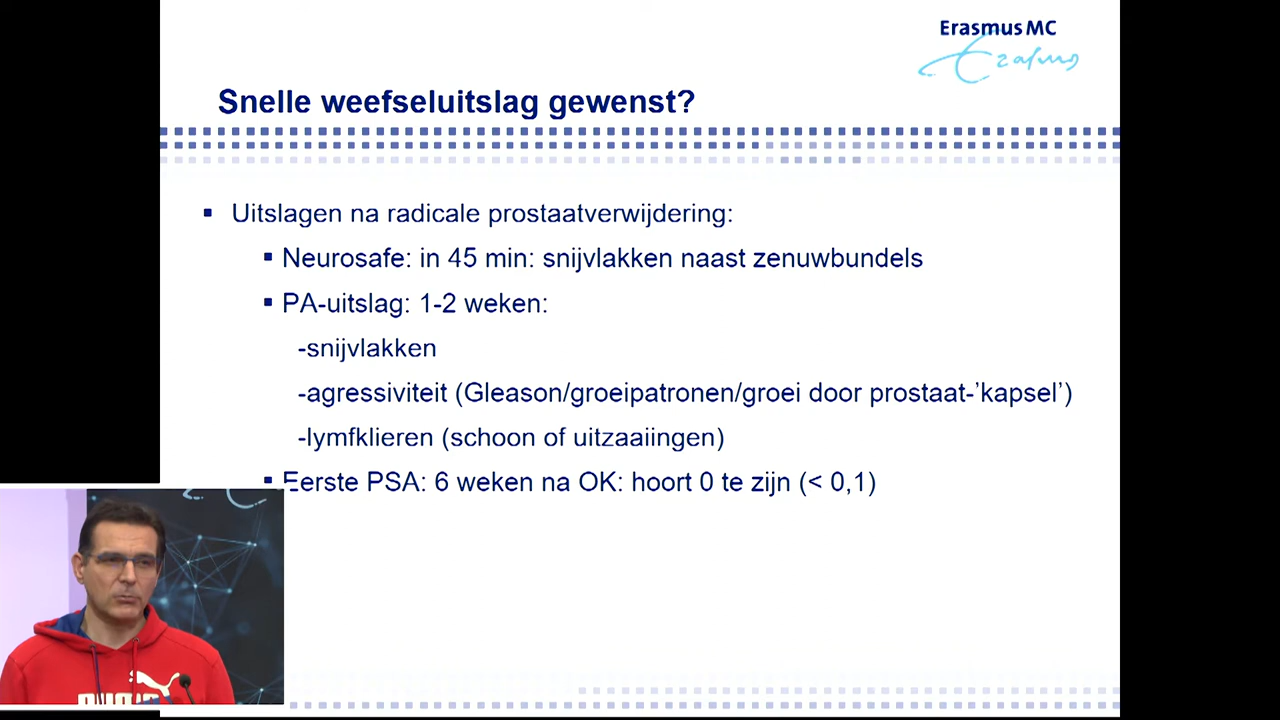 Erasmus MC
Erasmus
Snelle weefseluitslag gewenst?
▪ Uitslagen na radicale prostaatverwijdering:
▪ Neurosafe: in 45 min: snijvlakken naast zenuwbundels
▪ PA-uitslag: 1-2 weken:
-snijvlakken
-agressiviteit (Gleason/groeipatronen/groei door prostaat-’kapsel’)
-lymfklieren (schoon of uitzaaiingen)
▪ Eerste PSA: 6 weken na OK: hoort 0 te zijn (< 0,1)